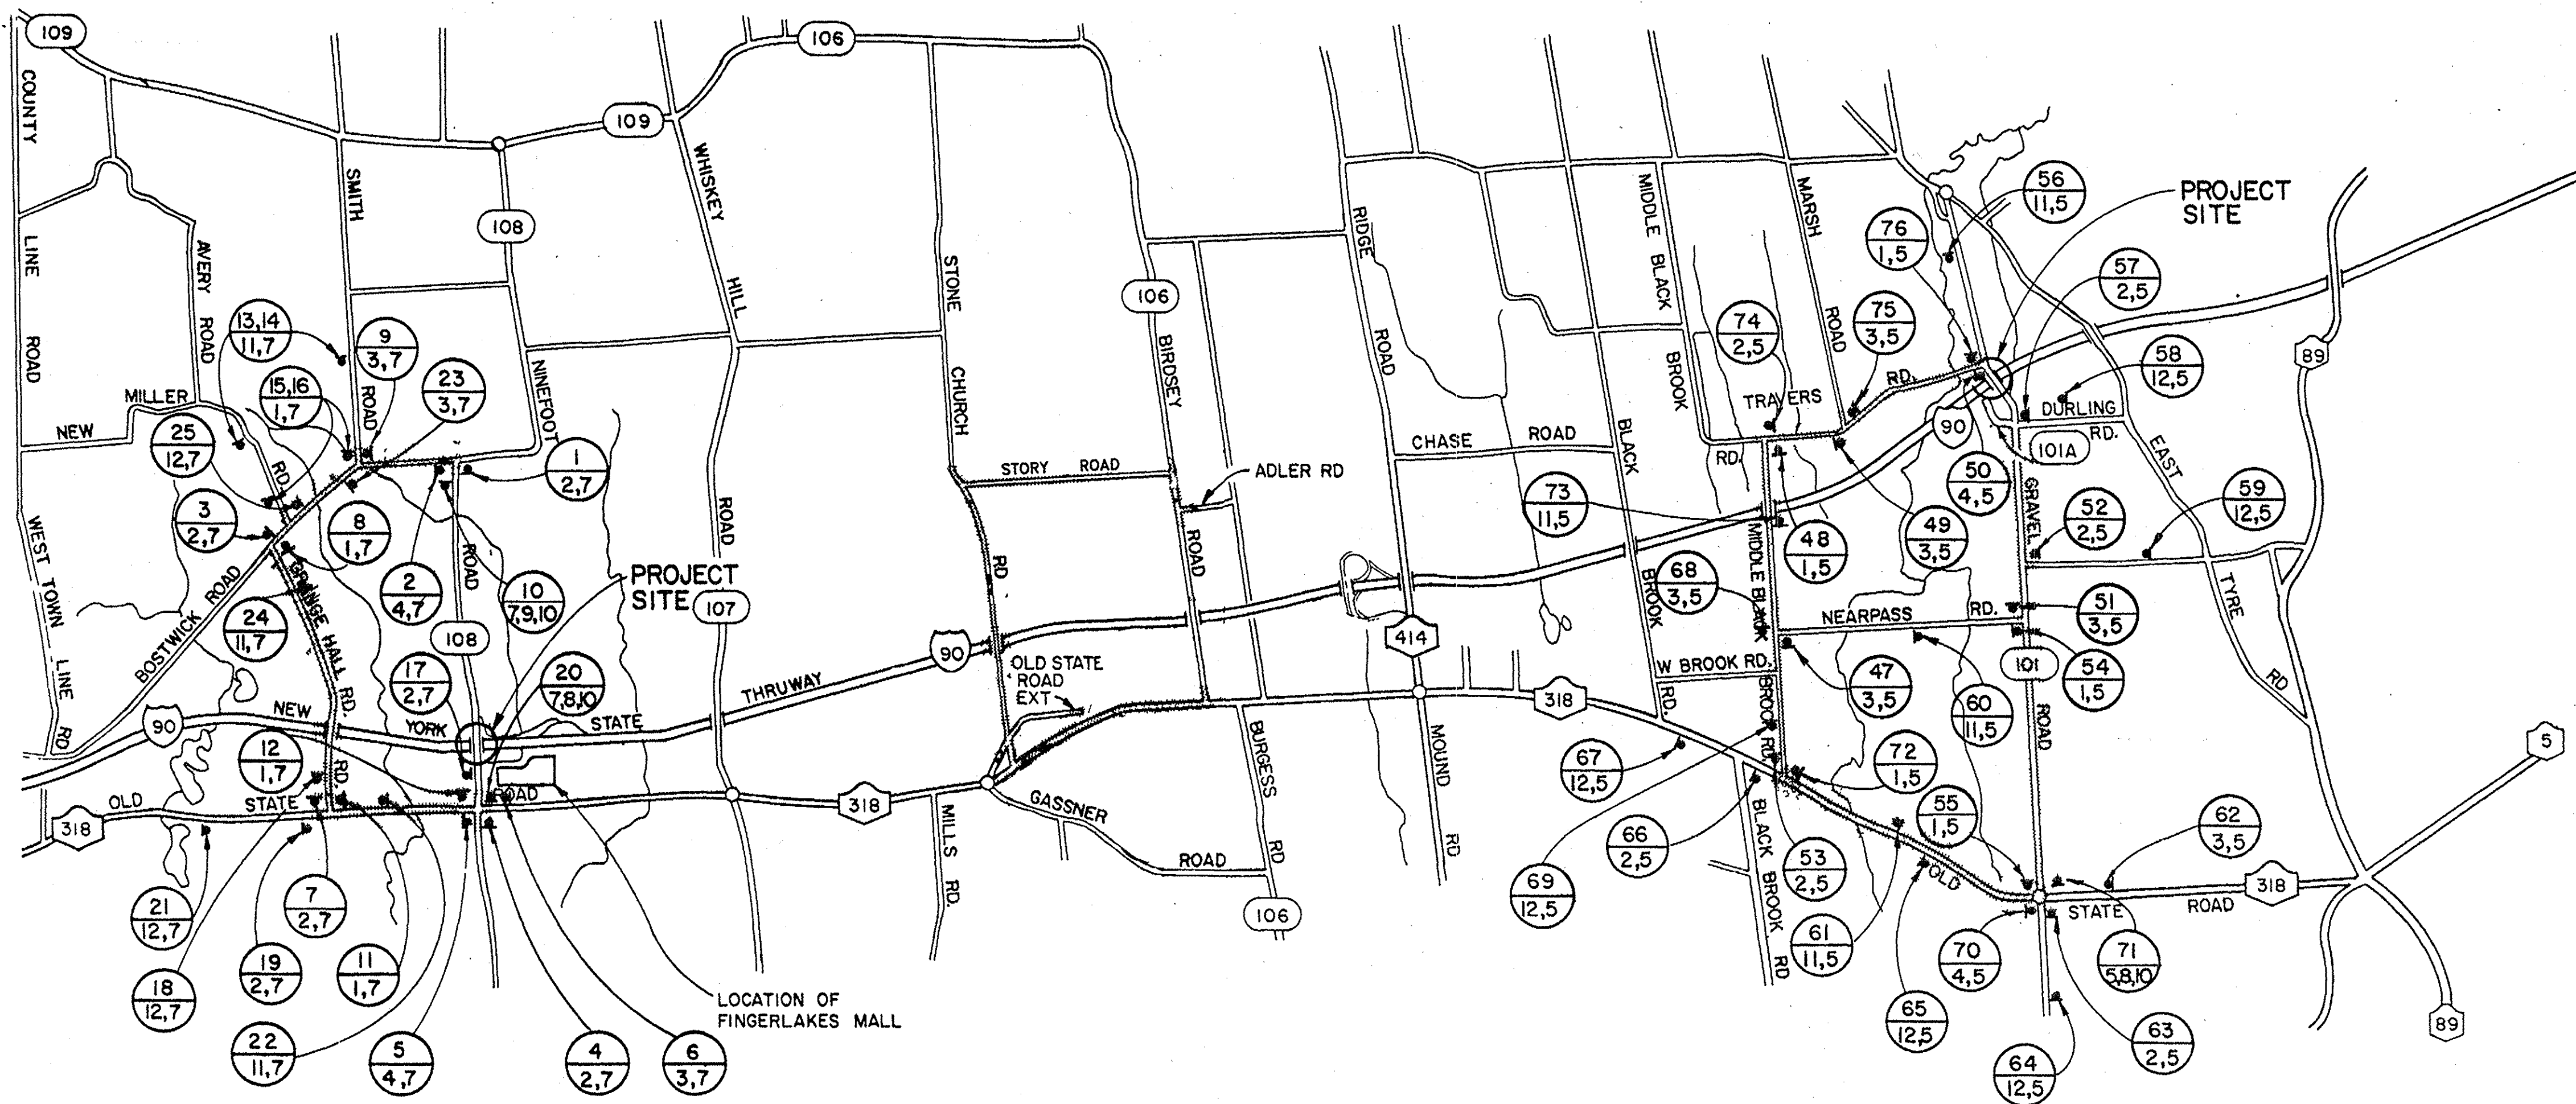 109
COUNTY
LINE
ROAD
WEST TOWN
LINE
RD
106
109
SMITH
ROAD
WHISKEY
HILL
ROAD
108
AVERY
ROAD
13,14
11,7
9
3,7
15,16
1,7
23
3,7
MILLER
NEW
25
12,7
RD.
3
2,7
8
1,7
1
2,7
NINEFOOT
ROAD
2
4,7
10
7,9,10
PROJECT
SITE
107
108
BOSTWICK ROAD
24
11,7
GRANGE HALL RD.
RD.
17
2,7
20
7,8,10
90
NEW
YORK
STATE
THRUWAY
90
12
1,7
318
OLD
STATE
ROAD
318
21
12,7
18
12,7
19
2,7
7
2,7
11
1,7
22
11,7
5
4,7
4
2,7
6
3,7
LOCATION OF
FINGERLAKES MALL
STONE
CHURCH
RD
STORY ROAD
ADLER RD
106
BIRDSEY
ROAD
OLD STATE
ROAD
EXT
MILLS
RD.
GASSNER
ROAD
BURGESS
RD
106
RIDGE
ROAD
414
MOUND
RD
318
CHASE ROAD
MIDDLE BLACK
BROOK
BLACK
BROOK
RD.
MARSH
ROAD
74
2,5
75
3,5
TRAVERS
RD.
RD.
76
1,5
56
11,5
PROJECT
SITE
57
2,5
58
12,5
DURLING
RD.
90
101A
50
4,5
EAST
TYRE
RD
89
73
11,5
48
1,5
49
3,5
52
2,5
59
12,5
GRAVEL
ROAD
101
MIDDLE BLACK
BROOK RD.
68
3,5
NEARPASS RD.
51
3,5
54
1,5
W BROOK RD.
47
3,5
60
11,5
67
12,5
66
2,5
69
12,5
72
1,5
53
2,5
55
1,5
62
3,5
BLACK BROOK
RD
61
11,5
65
12,5
OLD
STATE
ROAD
318
70
4,5
71
5,8,10
64
12,5
63
2,5
5
89